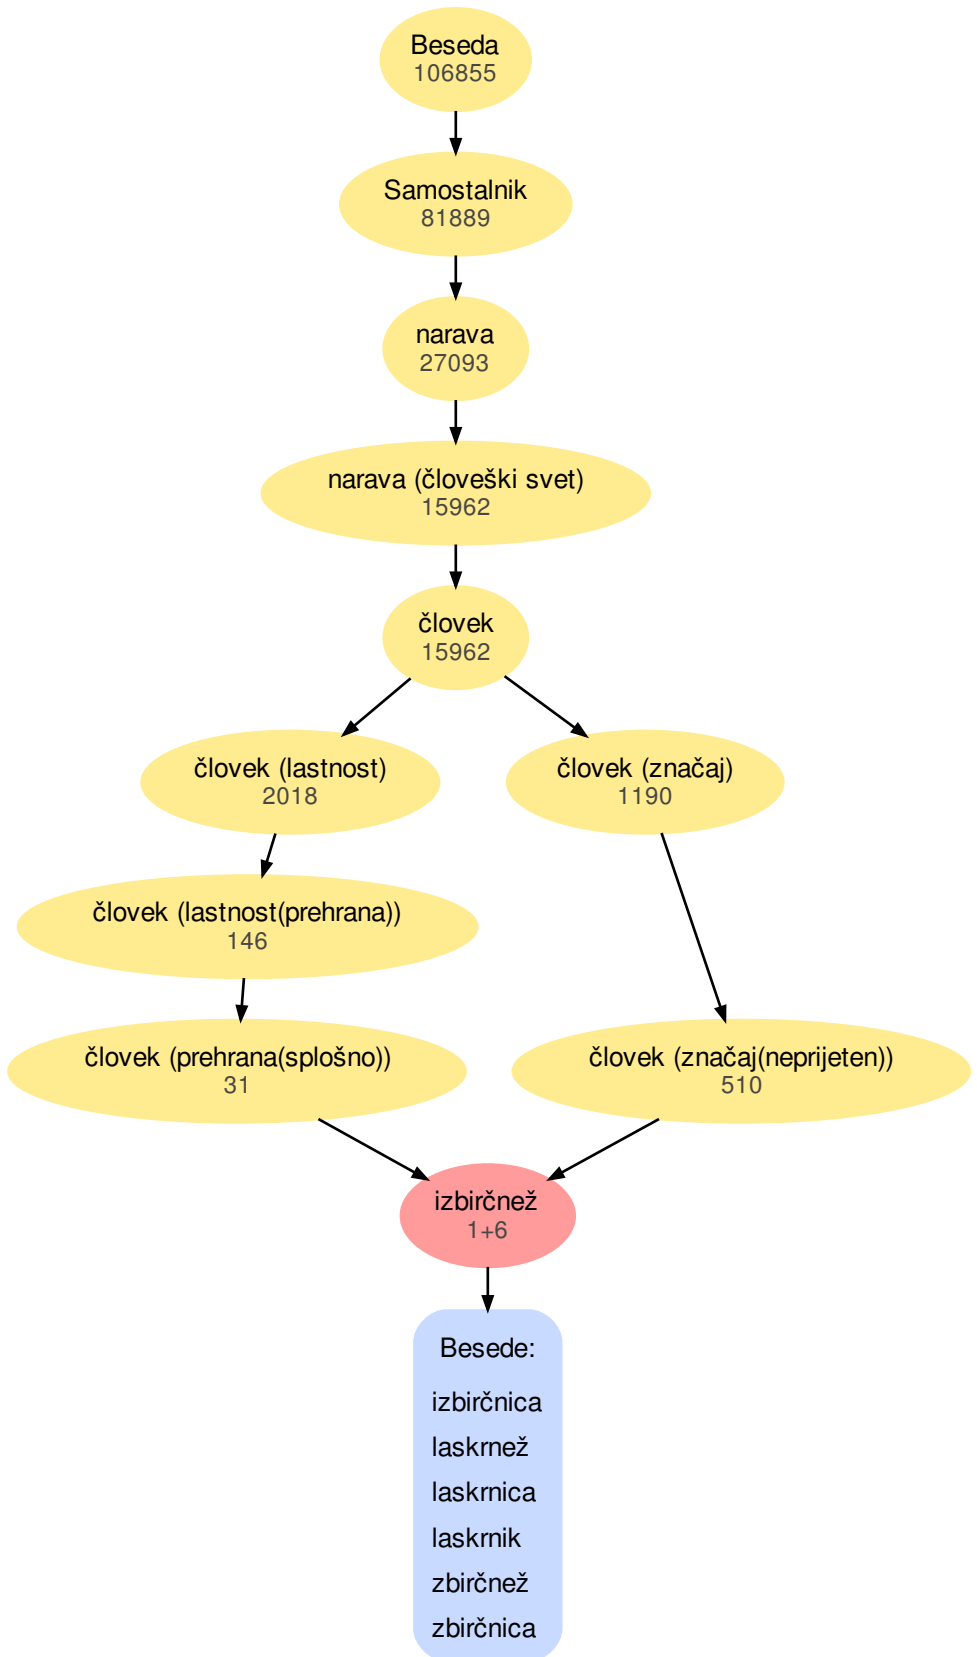 Beseda
106855
Samostalnik
81889
narava
27093
narava (človeški svet)
15962
človek
15962
človek (lastnost)
2018
človek (značaj)
1190
človek (lastnost(prehrana))
146
človek (prehrana(splošno))
31
človek (značaj(neprijeten))
510
izbirčnež
1+6
Besede:
izbirčnica
laskrnež
laskrnica
laskrnik
zbirčnež
zbirčnica